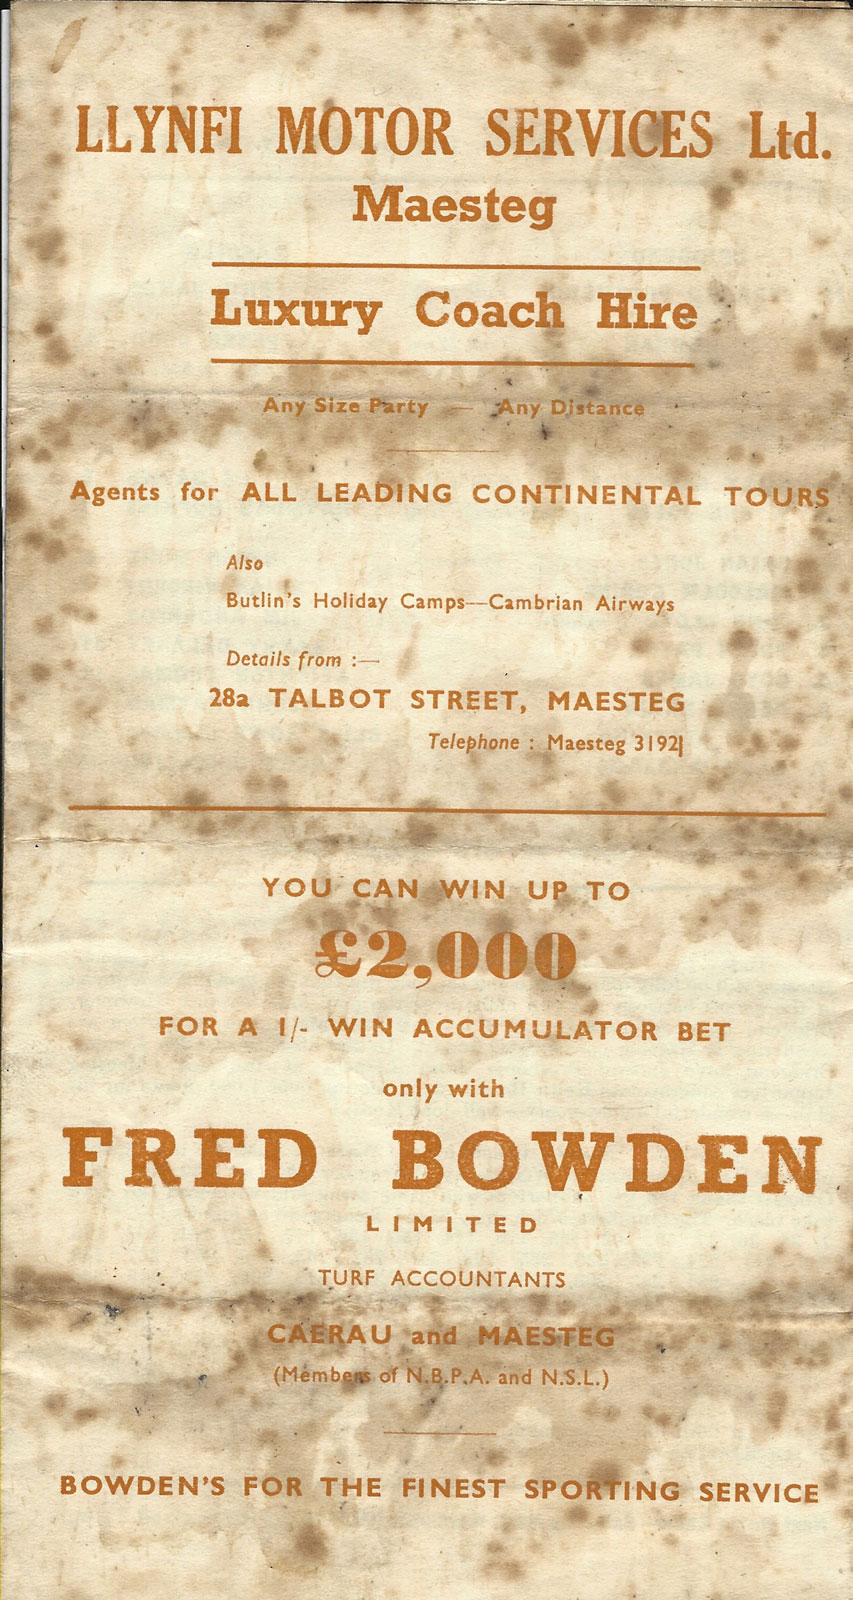 LLYNFI MOTOR SERVICES Ltd.
Maesteg
Luxury Coach Hire
Any Size Party — Any Distance
Agents for ALL LEADING CONTINENTAL TOURS
Also
Butlin's Holiday Camps—Cambrian Airways
Details from :—
28a TALBOT STREET, MAESTEG
Telephone : Maesteg 3192
YOU CAN WIN UP TO
£2,000
FOR A 1/- WIN ACCUMULATOR BET
only with
FRED BOWDEN
LIMITED
TURF ACCOUNTANTS
CAERAU and MAESTEG
(Members of N.B.P.A. and N.S.L.)
BOWDEN'S FOR THE FINEST SPORTING SERVICE